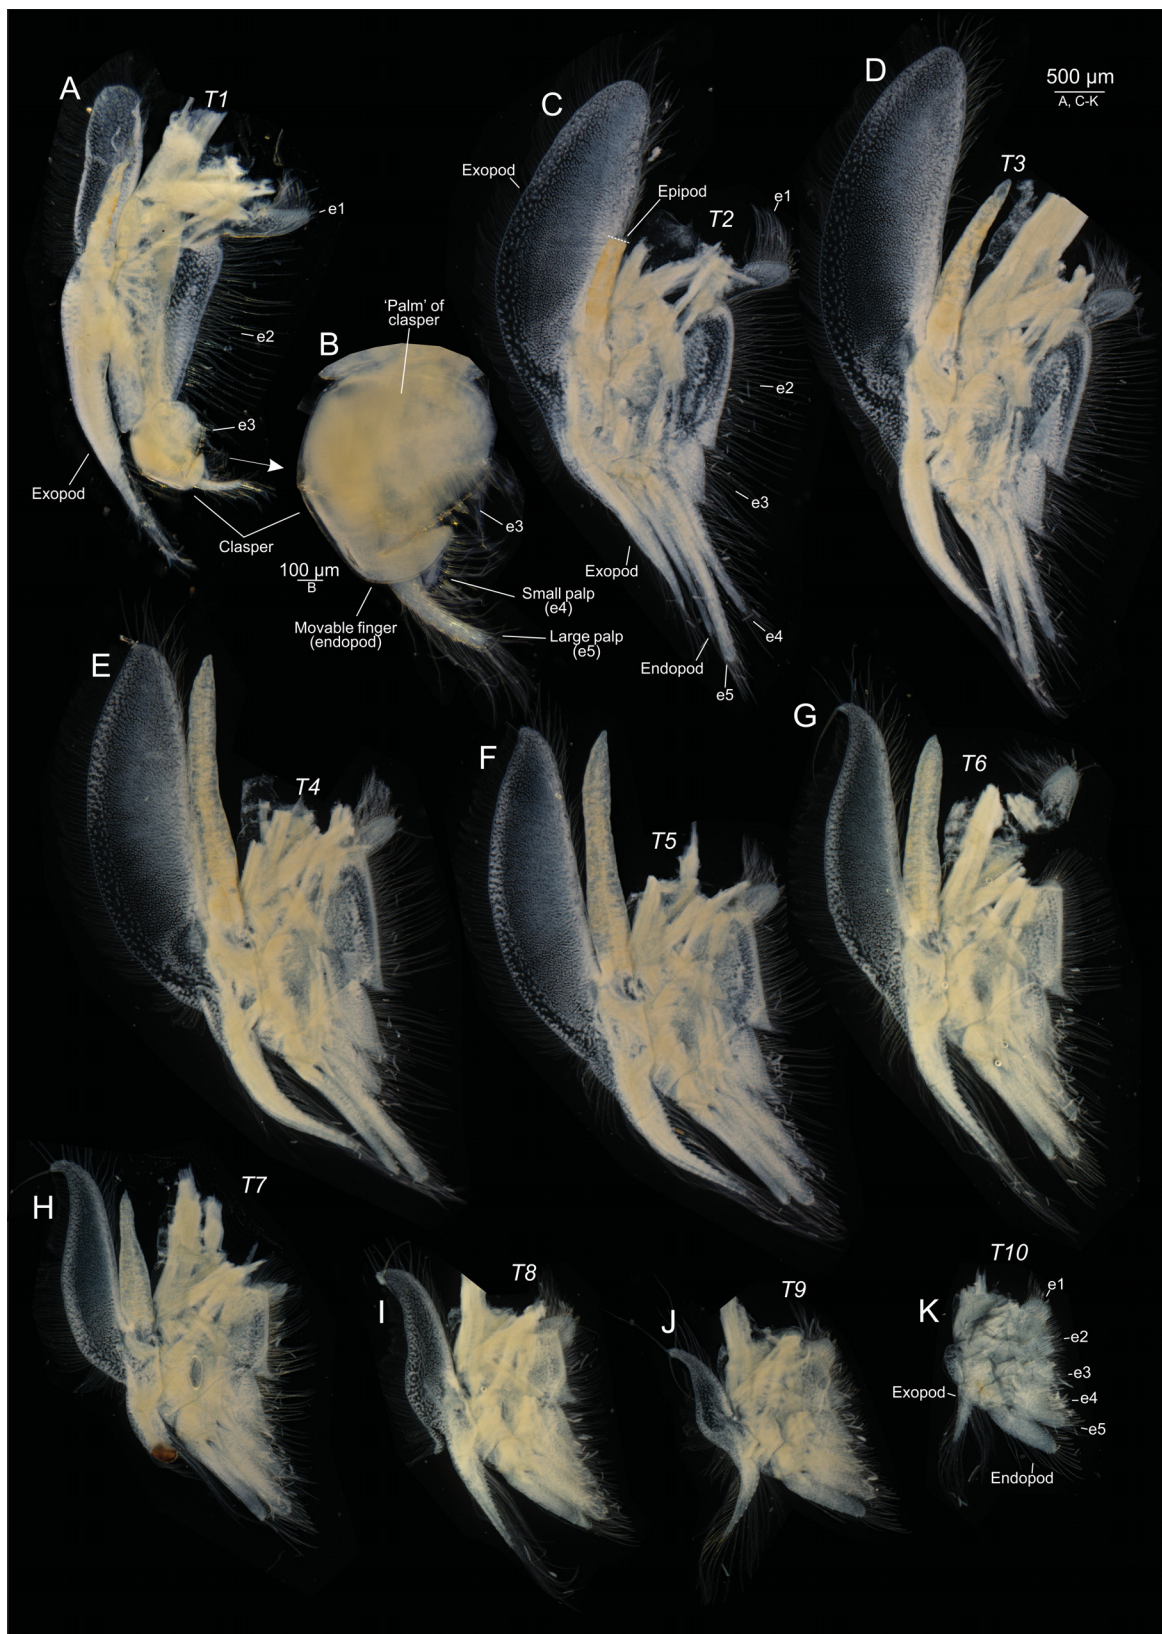 A
T1
e1
e2
e3
Exopod
Clasper
B
'Palm' of
clasper
e3
100 µm
B
Small palp
(e4)
Movable finger
(endopod)
Large palp
(e5)
C
Exopod
Epipod
T2
e1
e2
e3
Exopod
e4
Endopod
e5
D
500 µm
A, C-K
T3
E
T4
F
T5
G
T6
H
T7
I
T8
J
T9
T10
K
e1
e2
e3
Exopod
e4
e5
Endopod